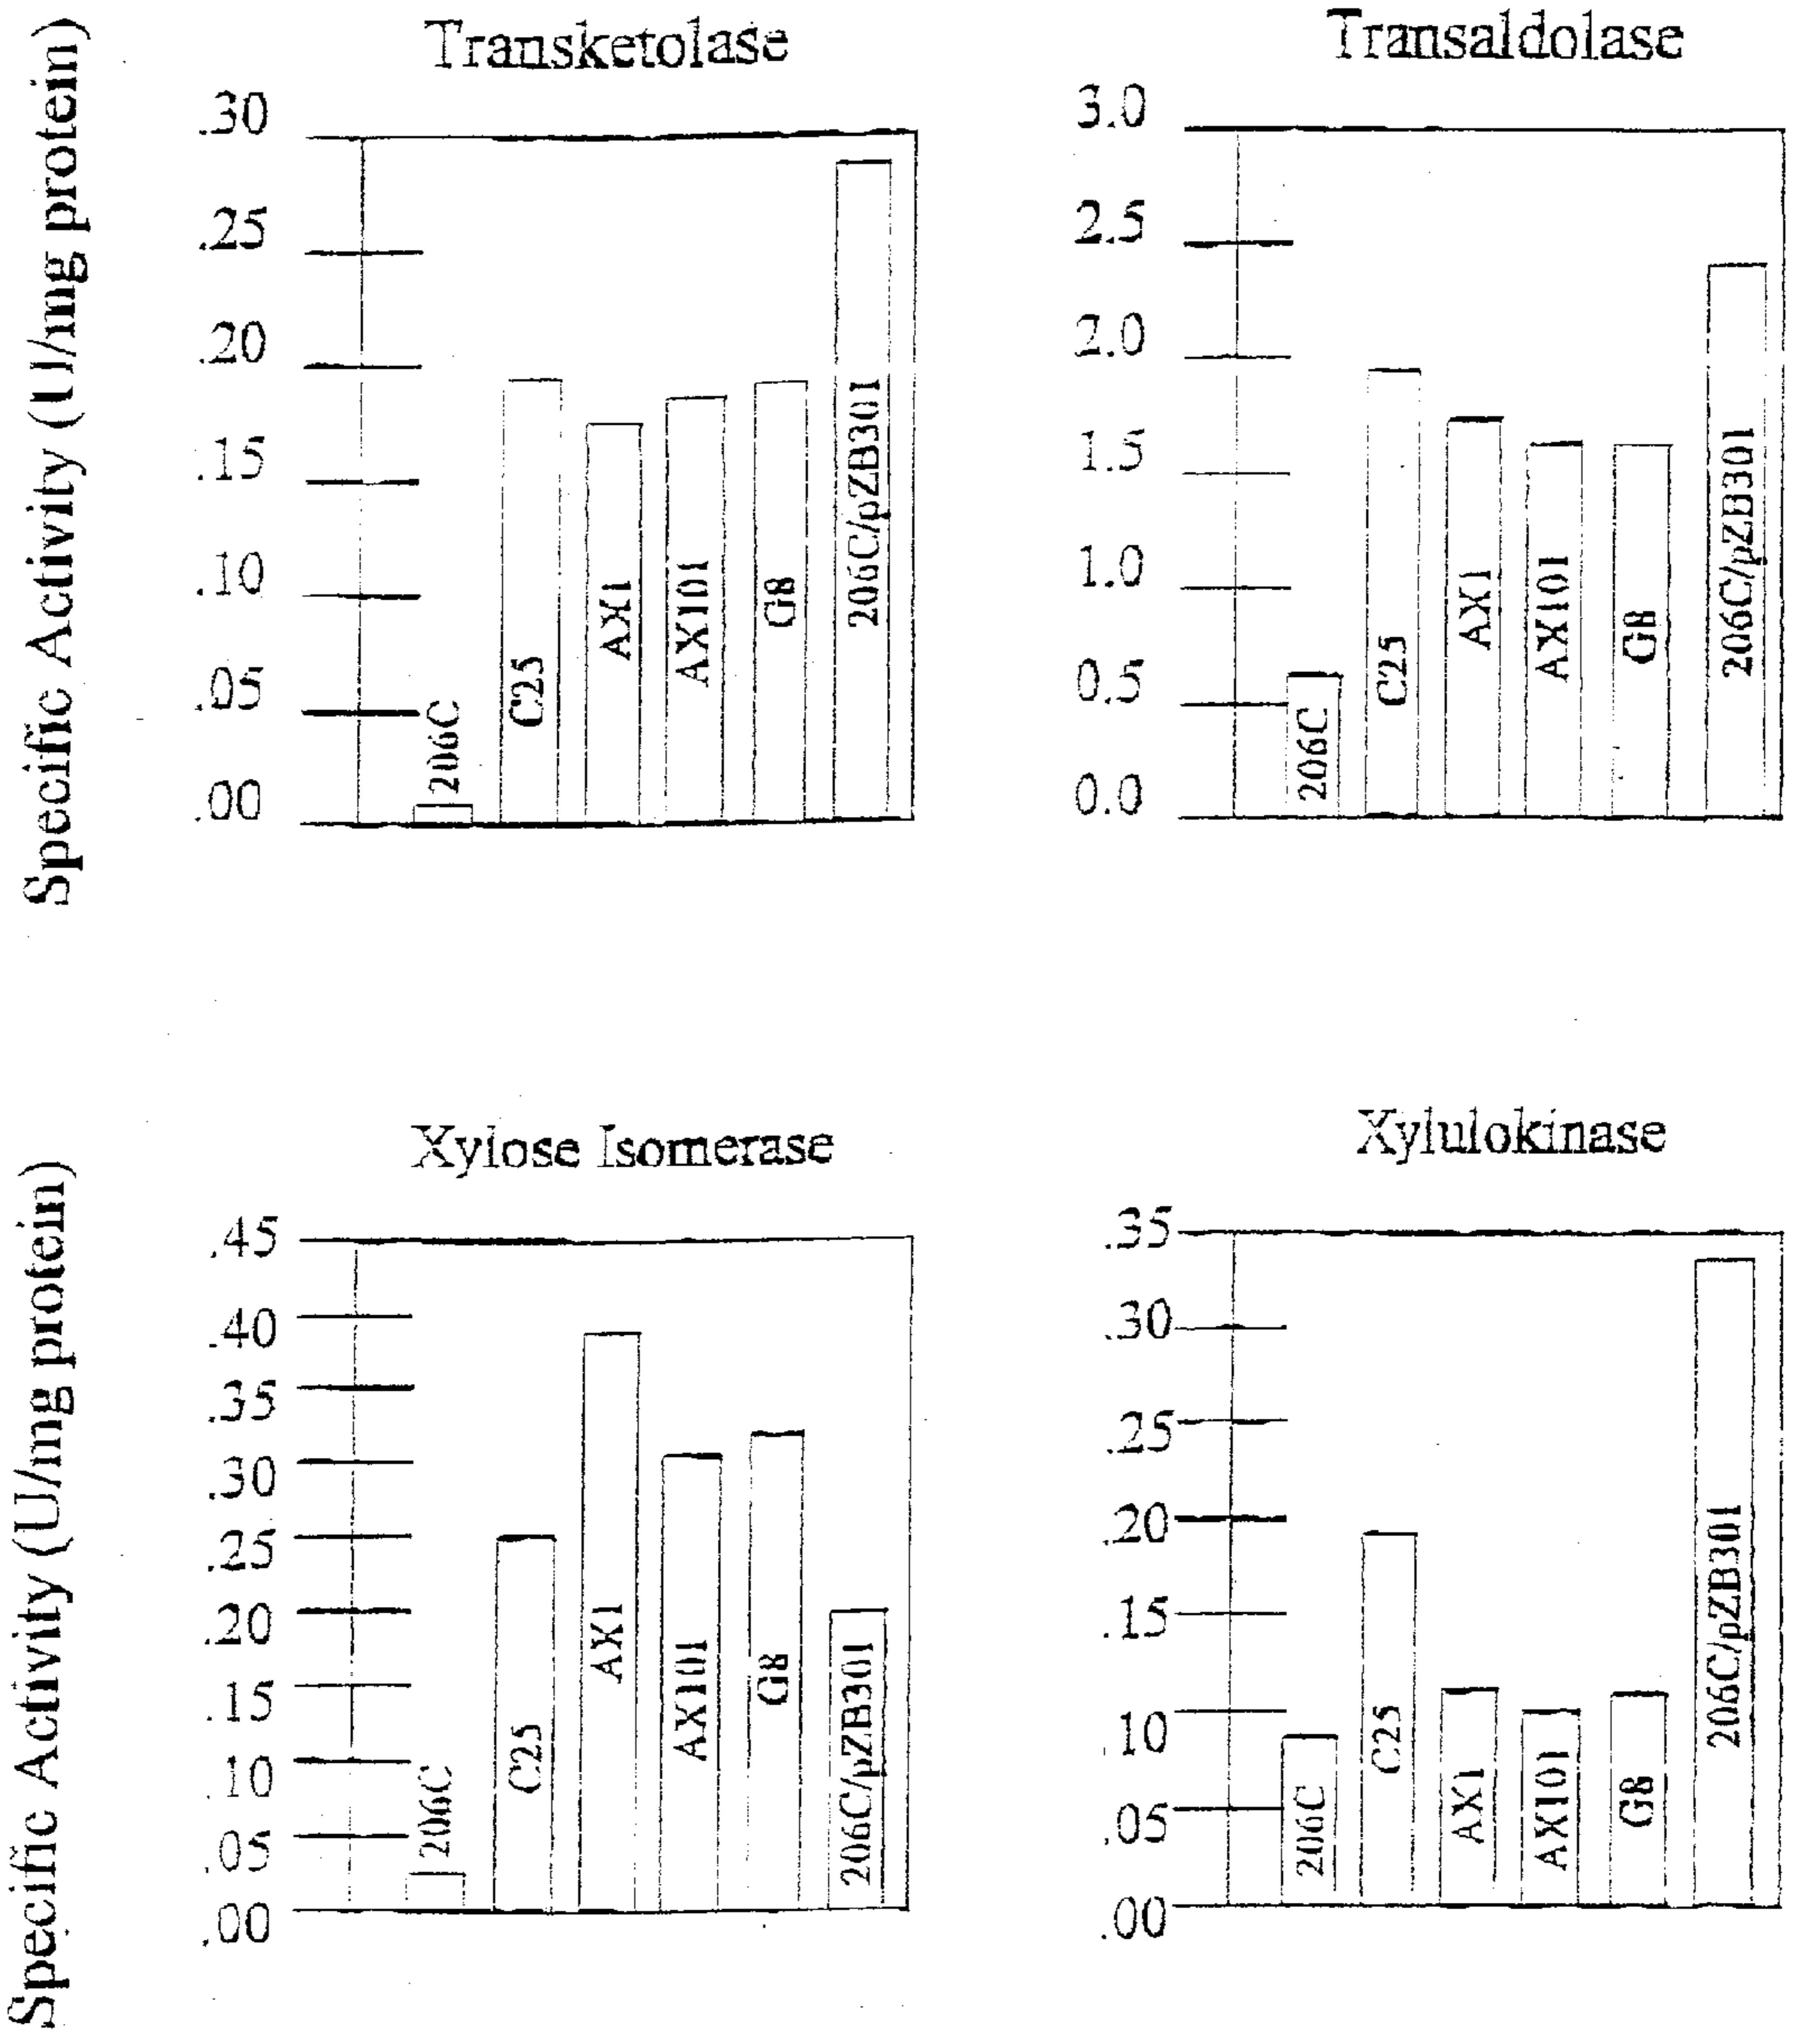 Specific Activity (U/mg protein)
Transketolase
.30
.25
.20
.15
.10
.05
.00
206C
C25
AX1
AX101
G8
206C/pZB301
Transaldolase
3.0
2.5
2.0
1.5
1.0
0.5
0.0
206C
C25
AX1
AX101
G8
206C/pZB301
Specific Activity (U/mg protein)
Xylose Isomerase
.45
.40
.35
.30
.25
.20
.15
.10
.05
.00
206C
C25
AX1
AX101
G8
206C/pZB301
Xylulokinase
.35
.30
.25
.20
.15
.10
.05
.00
206C
C25
AX1
AX101
G8
206C/pZB301